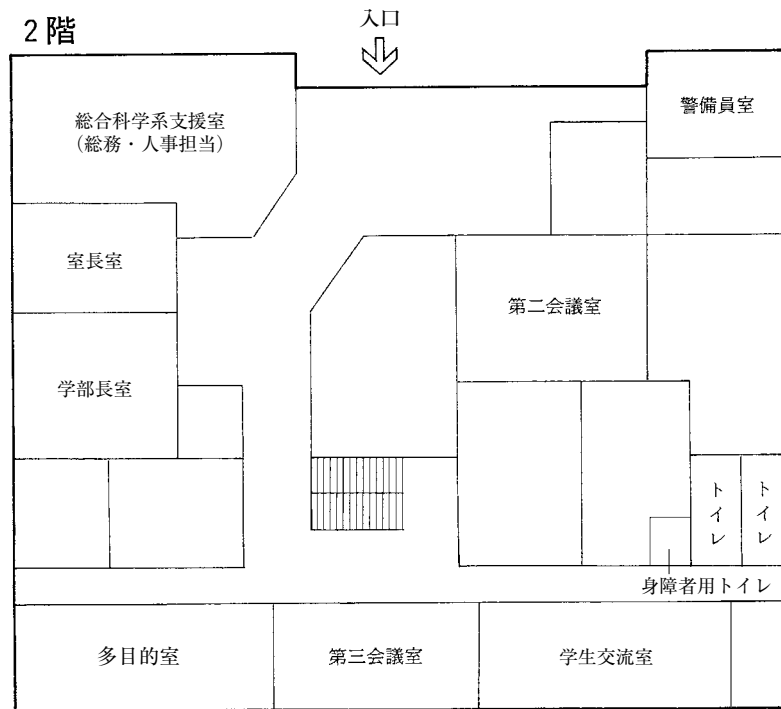 2階
入口
総合科学系支援室
(総務・人事担当)
警備員室
室長室
第二会議室
学部長室
トイレ
トイレ
身障者用トイレ
多目的室
第三会議室
学生交流室